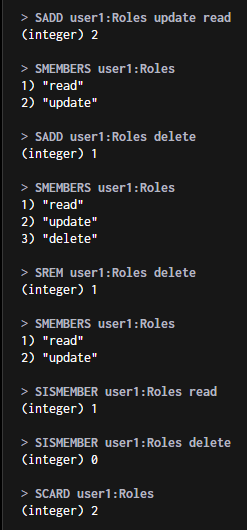 > SADD user1:Roles update read
(integer) 2
> SMEMBERS user1:Roles
1) "read"
2) "update"
> SADD user1:Roles delete
(integer) 1
> SMEMBERS user1:Roles
1) "read"
2) "update"
3) "delete"
> SREM user1:Roles delete
(integer) 1
> SMEMBERS user1:Roles
1) "read"
2) "update"
> SISMEMBER user1:Roles read
(integer) 1
> SISMEMBER user1:Roles delete
(integer) 0
> SCARD user1:Roles
(integer) 2